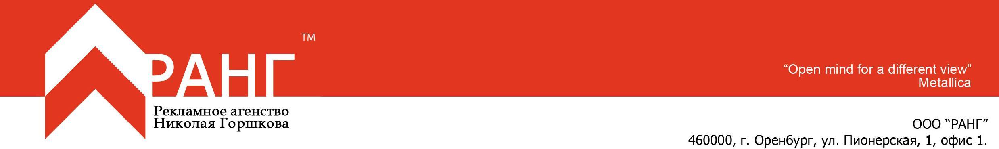 РАНГ
TM
Рекламное агенство
Николая Горшкова
“Open mind for a different view”
Metallica
ООО “РАНГ”
460000, г. Оренбург, ул. Пионерская, 1, офис 1.